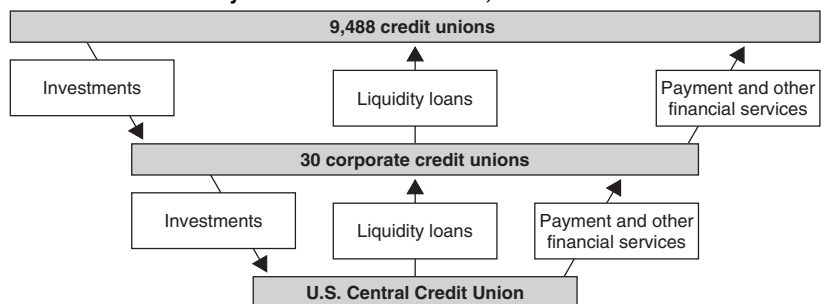 9,488 credit unions
Investments
Liquidity loans
Payment and other
financial services
30 corporate credit unions
Investments
Liquidity loans
Payment and other
financial services
U.S. Central Credit Union